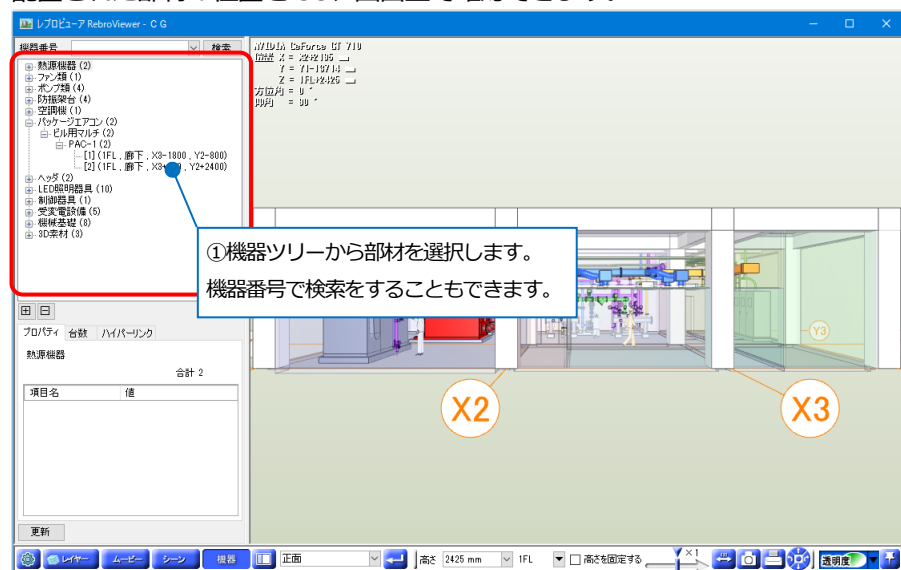 レブロビューア RebroViewer - C G
機器番号
検索
熱源機器 (2)
ファン類 (1)
ポンプ類 (4)
防振架台 (4)
空調機 (1)
パッケージエアコン (2)
ビル用マルチ (2)
PAC-1 (2)
[1] (1FL , 廊下 , X3-1800 , Y2-800)
[2] (1FL , 廊下 , Y2+2400)
ヘッダ (2)
LED照明器具 (10)
制御器具 (1)
受変電設備 (5)
機械基礎 (8)
3D素材 (3)
プロパティ 台数 ハイパーリンク
熱源機器
合計 2
項目名 値
更新
NVIDIA GeForce GT 710
位置 X =
Y =
Z =
方位角 = 0 °
仰角 =
①機器ツリーから部材を選択します。
機器番号で検索をすることもできます。
Y3
X2
X3
レイヤー ムービー シーン 機器 正面 高さ 2425 mm 1FL 高さを固定する ×1 透明度